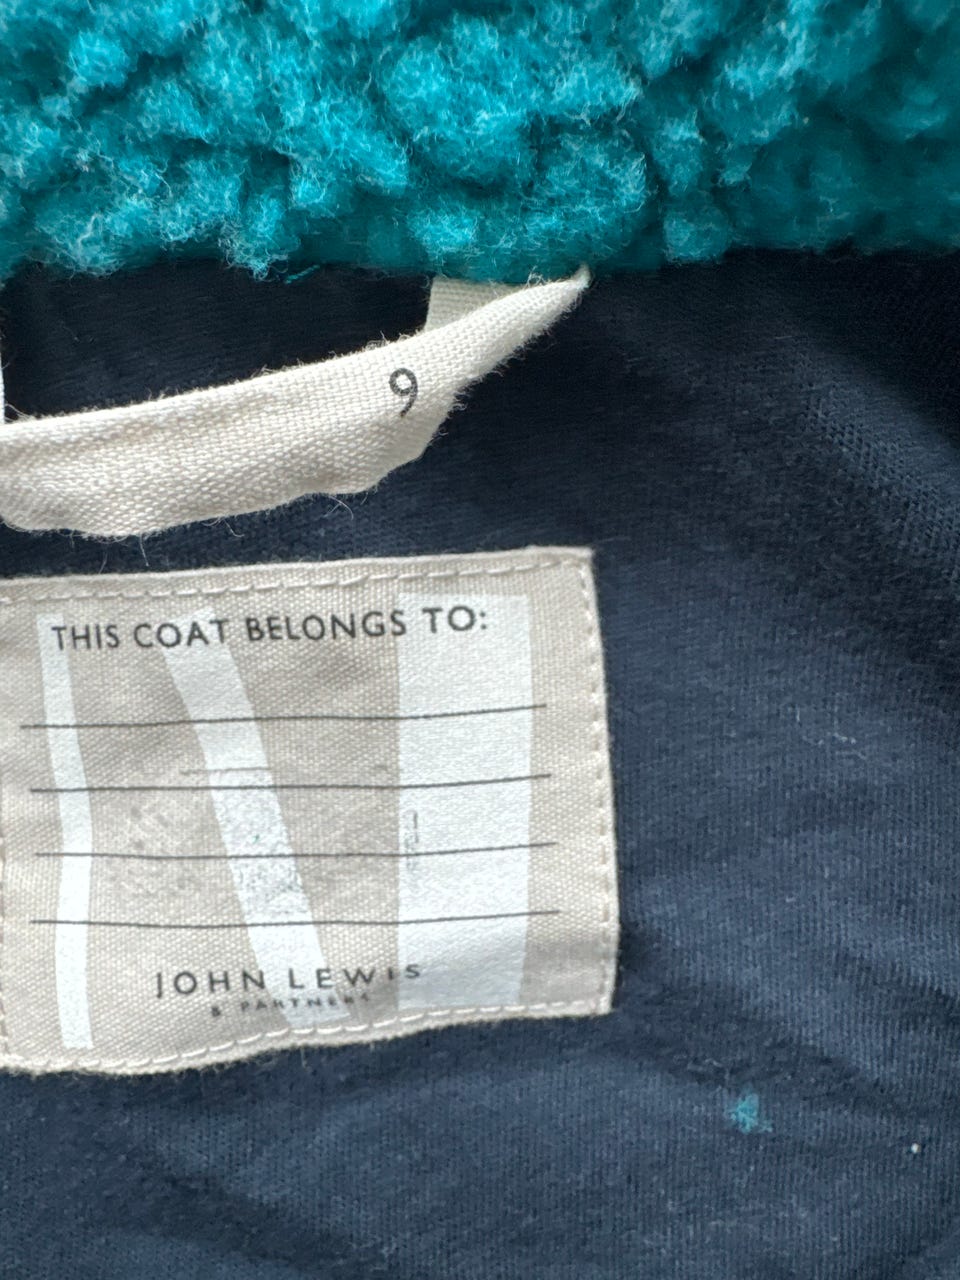 9
THIS COAT BELONGS TO:
JOHN LEWIS
& PARTNERS